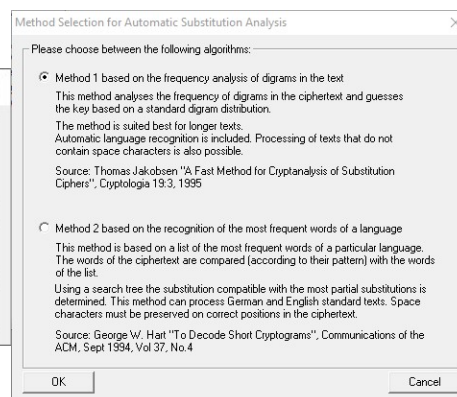 Method Selection for Automatic Substitution Analysis
Please choose between the following algorithms:
Method 1 based on the frequency analysis of digrams in the text
This method analyses the frequency of digrams in the ciphertext and guesses
the key based on a standard digram distribution.
The method is suited best for longer texts.
Automatic language recognition is included. Processing of texts that do not
contain space characters is also possible.
Source: Thomas Jakobsen "A Fast Method for Cryptanalysis of Substitution
Ciphers", Cryptologia 19:3, 1995
Method 2 based on the recognition of the most frequent words of a language
This method is based on a list of the most frequent words of a particular language.
The words of the ciphertext are compared (according to their pattern) with the words
of the list.
Using a search tree the substitution compatible with the most partial substitutions is
determined. This method can process German and English standard texts. Space
characters must be preserved on correct positions in the ciphertext.
Source: George W. Hart "To Decode Short Cryptograms", Communications of the
ACM, Sept 1994, Vol 37, No.4
OK Cancel